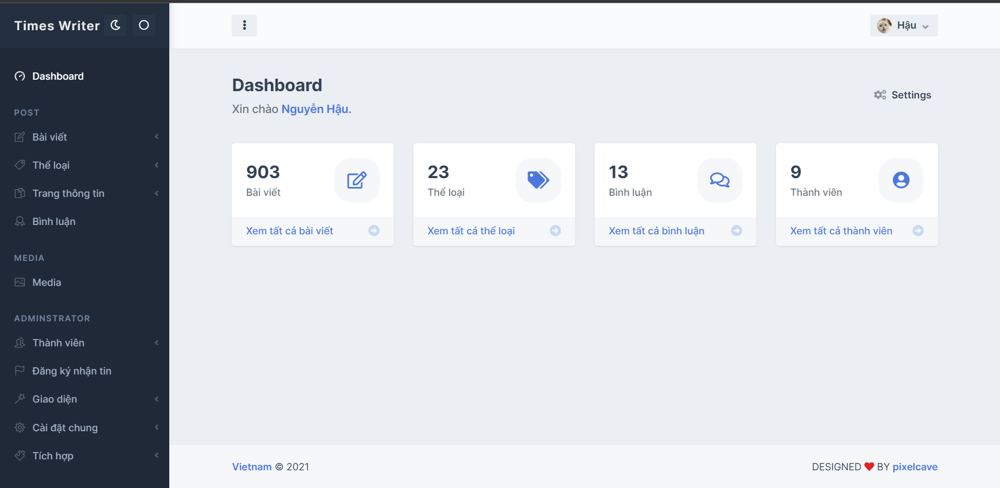 Times Writer
Dashboard
POST
Bài viết
Thể loại
Trang thông tin
Bình luận
MEDIA
Media
ADMINSTRATOR
Thành viên
Đăng ký nhận tin
Giao diện
Cài đặt chung
Tích hợp
Hậu
Dashboard
Xin chào Nguyễn Hậu.
Settings
903
Bài viết
Xem tất cả bài viết
23
Thể loại
Xem tất cả thể loại
13
Bình luận
Xem tất cả bình luận
9
Thành viên
Xem tất cả thành viên
Vietnam © 2021
DESIGNED ❤ BY pixelcave